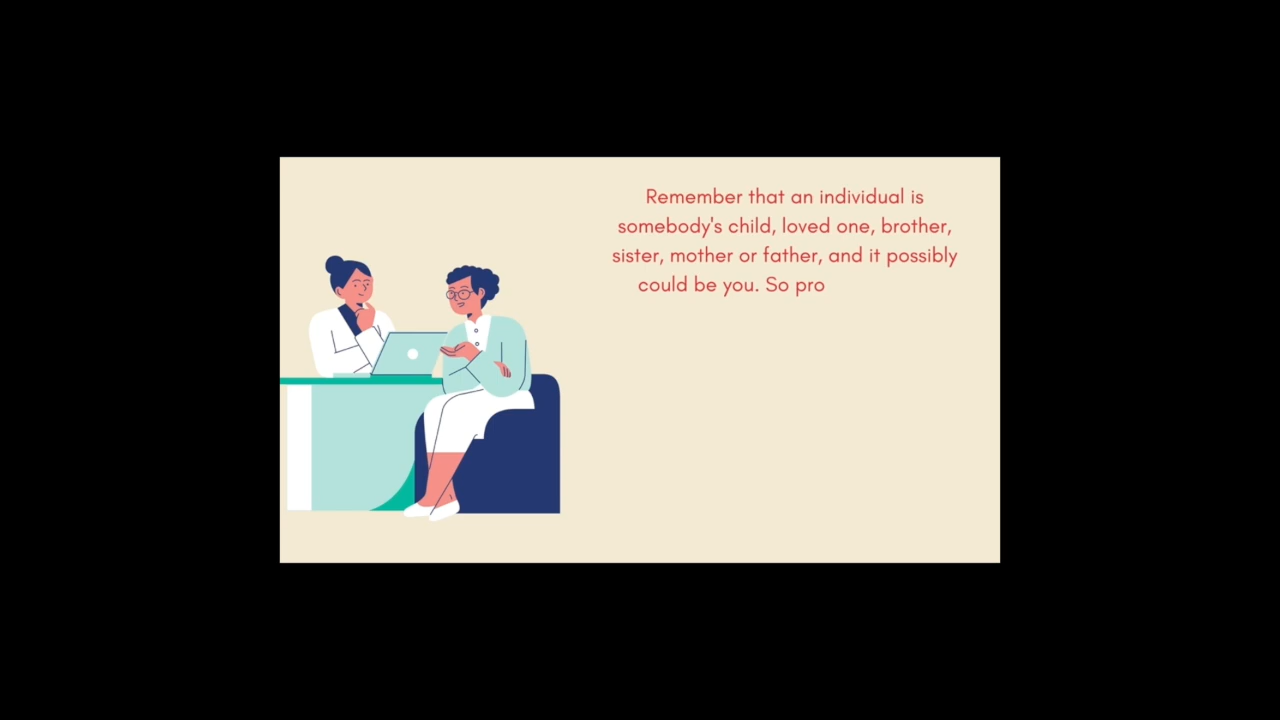 Remember that an individual is
somebody's child, loved one, brother,
sister, mother or father, and it possibly
could be you. So pro